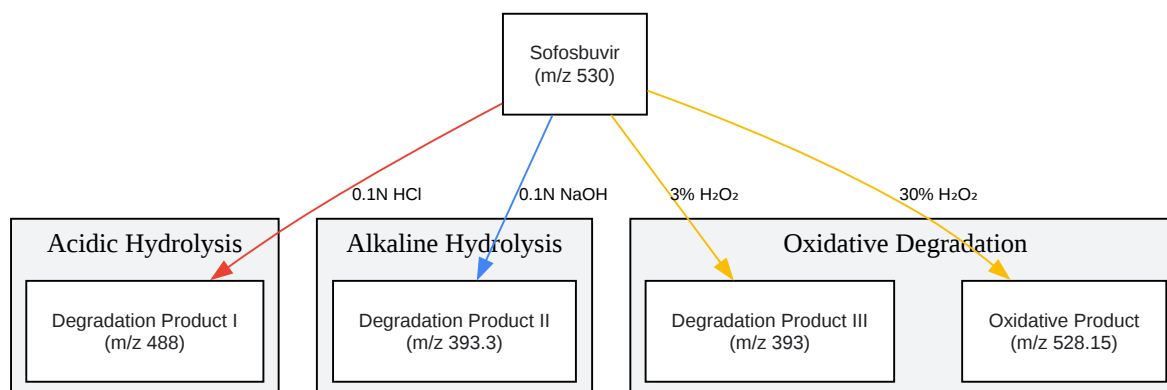 Sofosbuvir
(m/z 530)
0.1N HCl
0.1N NaOH
3% H₂O₂
30% H₂O₂
Acidic Hydrolysis
Alkaline Hydrolysis
Oxidative Degradation
Degradation Product I
(m/z 488)
Degradation Product II
(m/z 393.3)
Degradation Product III
(m/z 393)
Oxidative Product
(m/z 528.15)